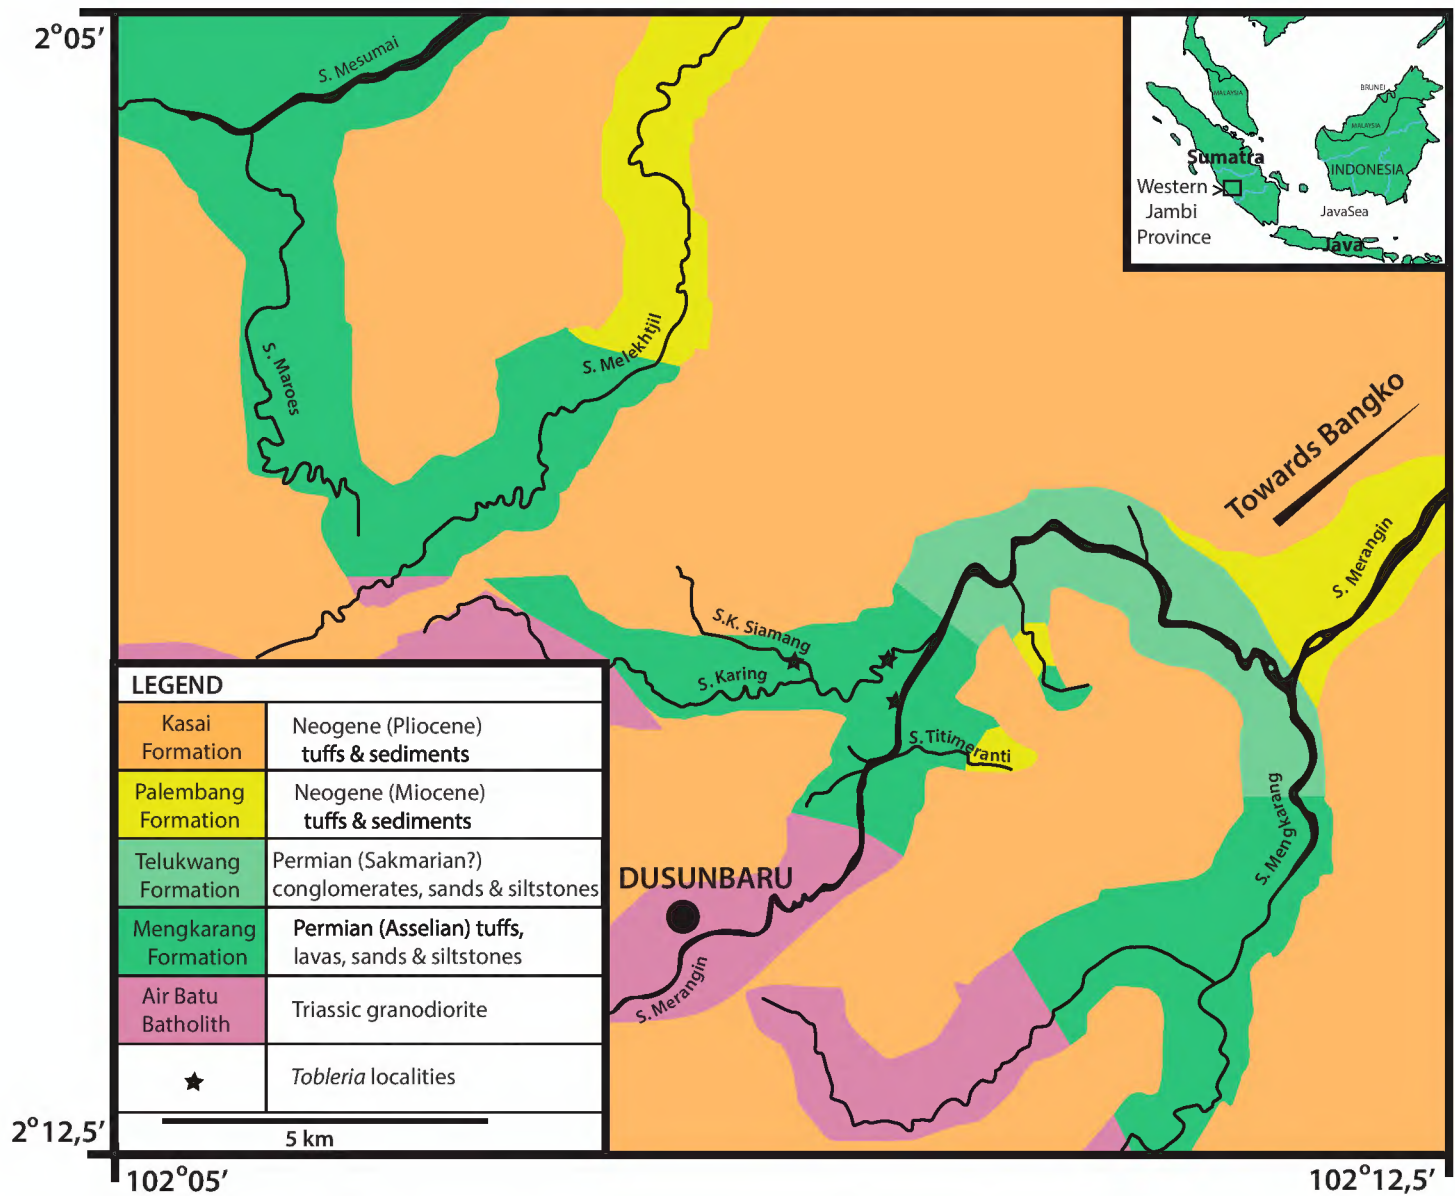 2°05’
S. Mesumai
MALAYSIA
BRUNEI
MALAYSIA
Sumatra
INDONESIA
Western
Jambi
Province
JavaSea
Java
S. Maroes
S. Melekhtjil
Towards Bangko
S. Merangin
S.K. Siamang
S. Karing
S. Titimeranti
S. Mengkarang
DUSUNBARU
S. Merangin
LEGEND
Kasai
Formation
Neogene (Pliocene)
tuffs & sediments
Palembang
Formation
Neogene (Miocene)
tuffs & sediments
Telukwang
Formation
Permian (Sakmarian?)
conglomerates, sands & siltstones
Mengkarang
Formation
Permian (Asselian) tuffs,
lavas, sands & siltstones
Air Batu
Batholith
Triassic granodiorite
Tobleria localities
5 km
2°12,5’
102°05’
102°12,5’